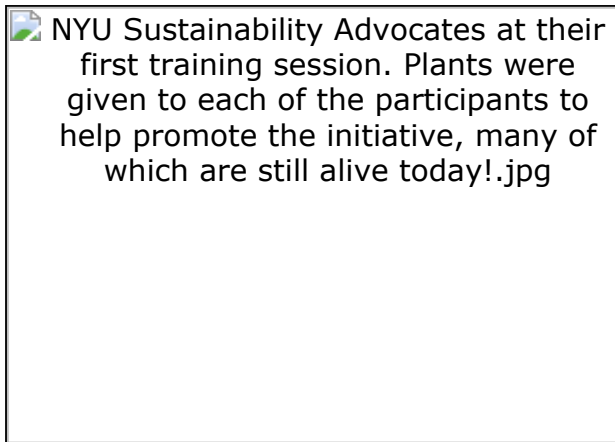 NYU Sustainability Advocates at their
first training session. Plants were
given to each of the participants to
help promote the initiative, many of
which are still alive today!.jpg